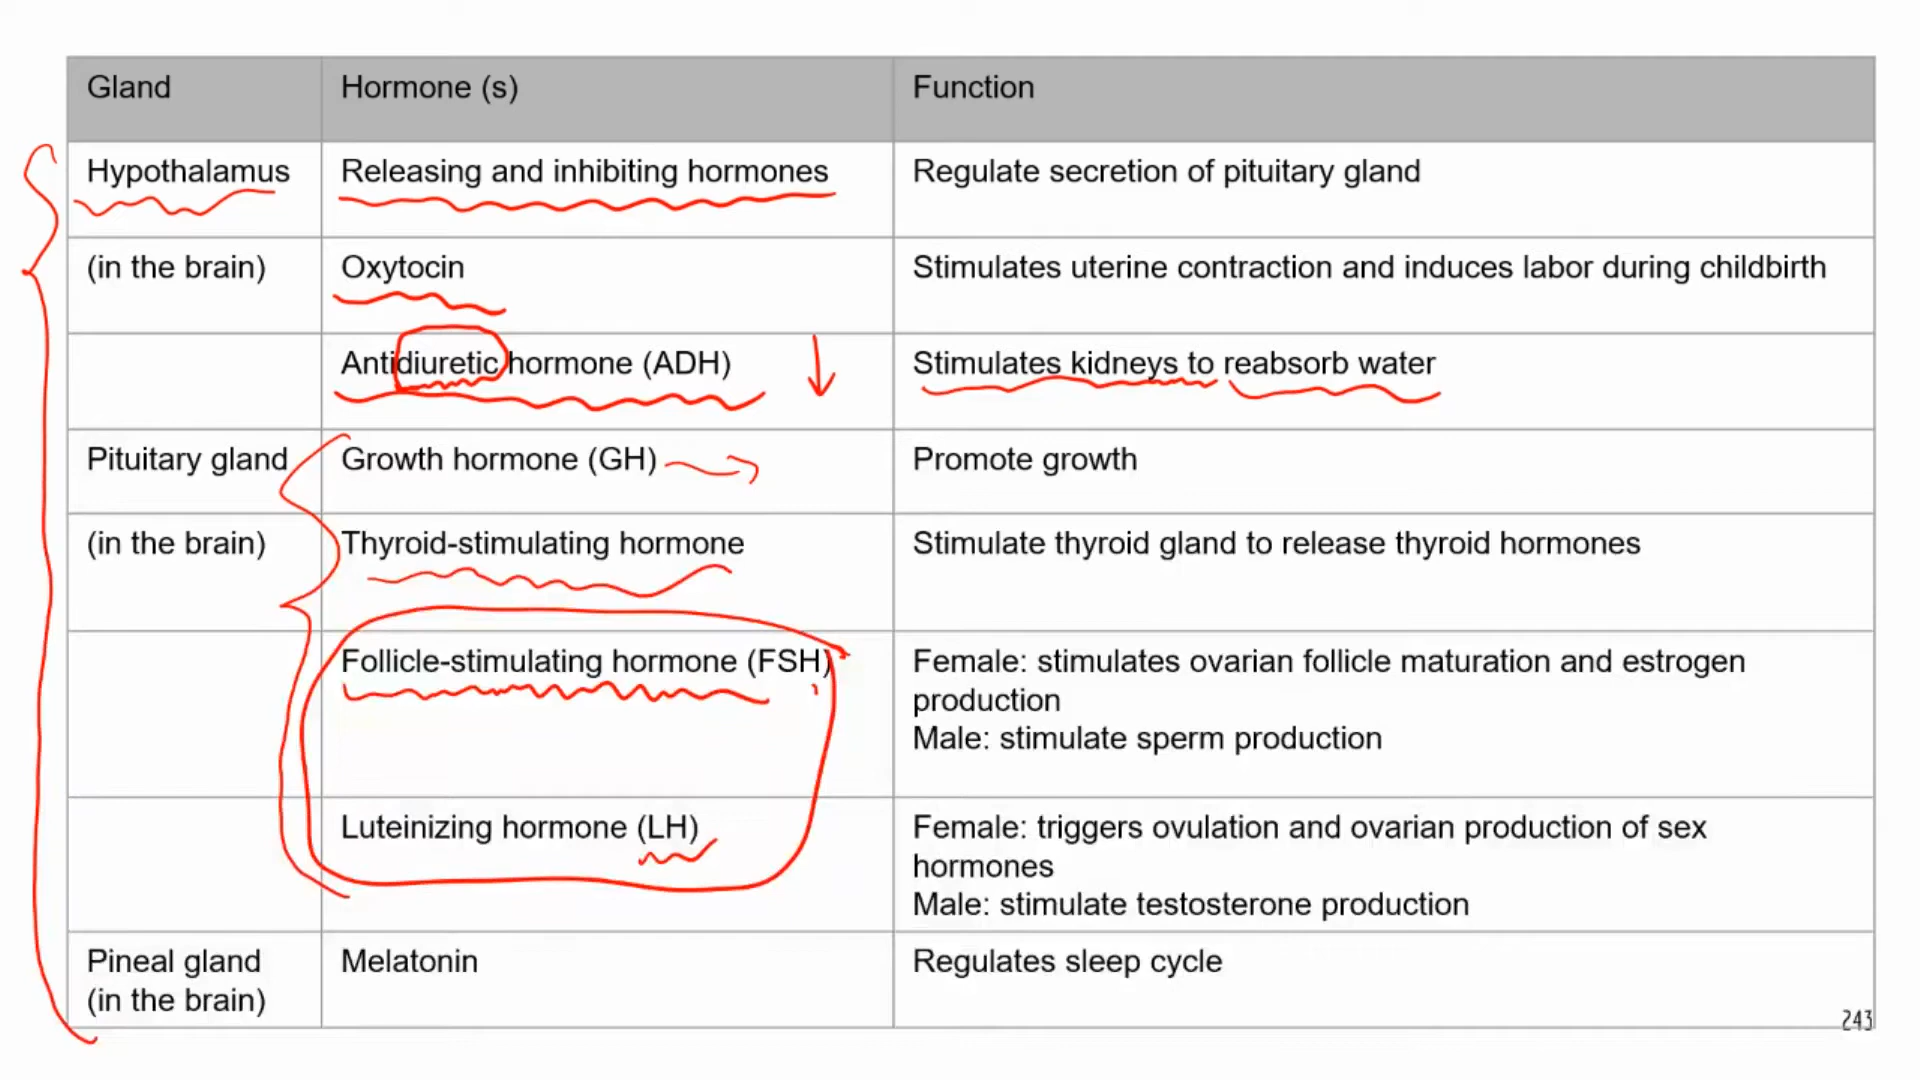 Gland Hormone (s) Function
Hypothalamus Releasing and inhibiting hormones Regulate secretion of pituitary gland
(in the brain) Oxytocin Stimulates uterine contraction and induces labor during childbirth
Antidiuretic hormone (ADH) Stimulates kidneys to reabsorb water
Pituitary gland Growth hormone (GH) Promote growth
(in the brain) Thyroid-stimulating hormone Stimulate thyroid gland to release thyroid hormones
Follicle-stimulating hormone (FSH) Female: stimulates ovarian follicle maturation and estrogen
production
Male: stimulate sperm production
Luteinizing hormone (LH) Female: triggers ovulation and ovarian production of sex
hormones
Male: stimulate testosterone production
Pineal gland Melatonin Regulates sleep cycle
(in the brain)
243